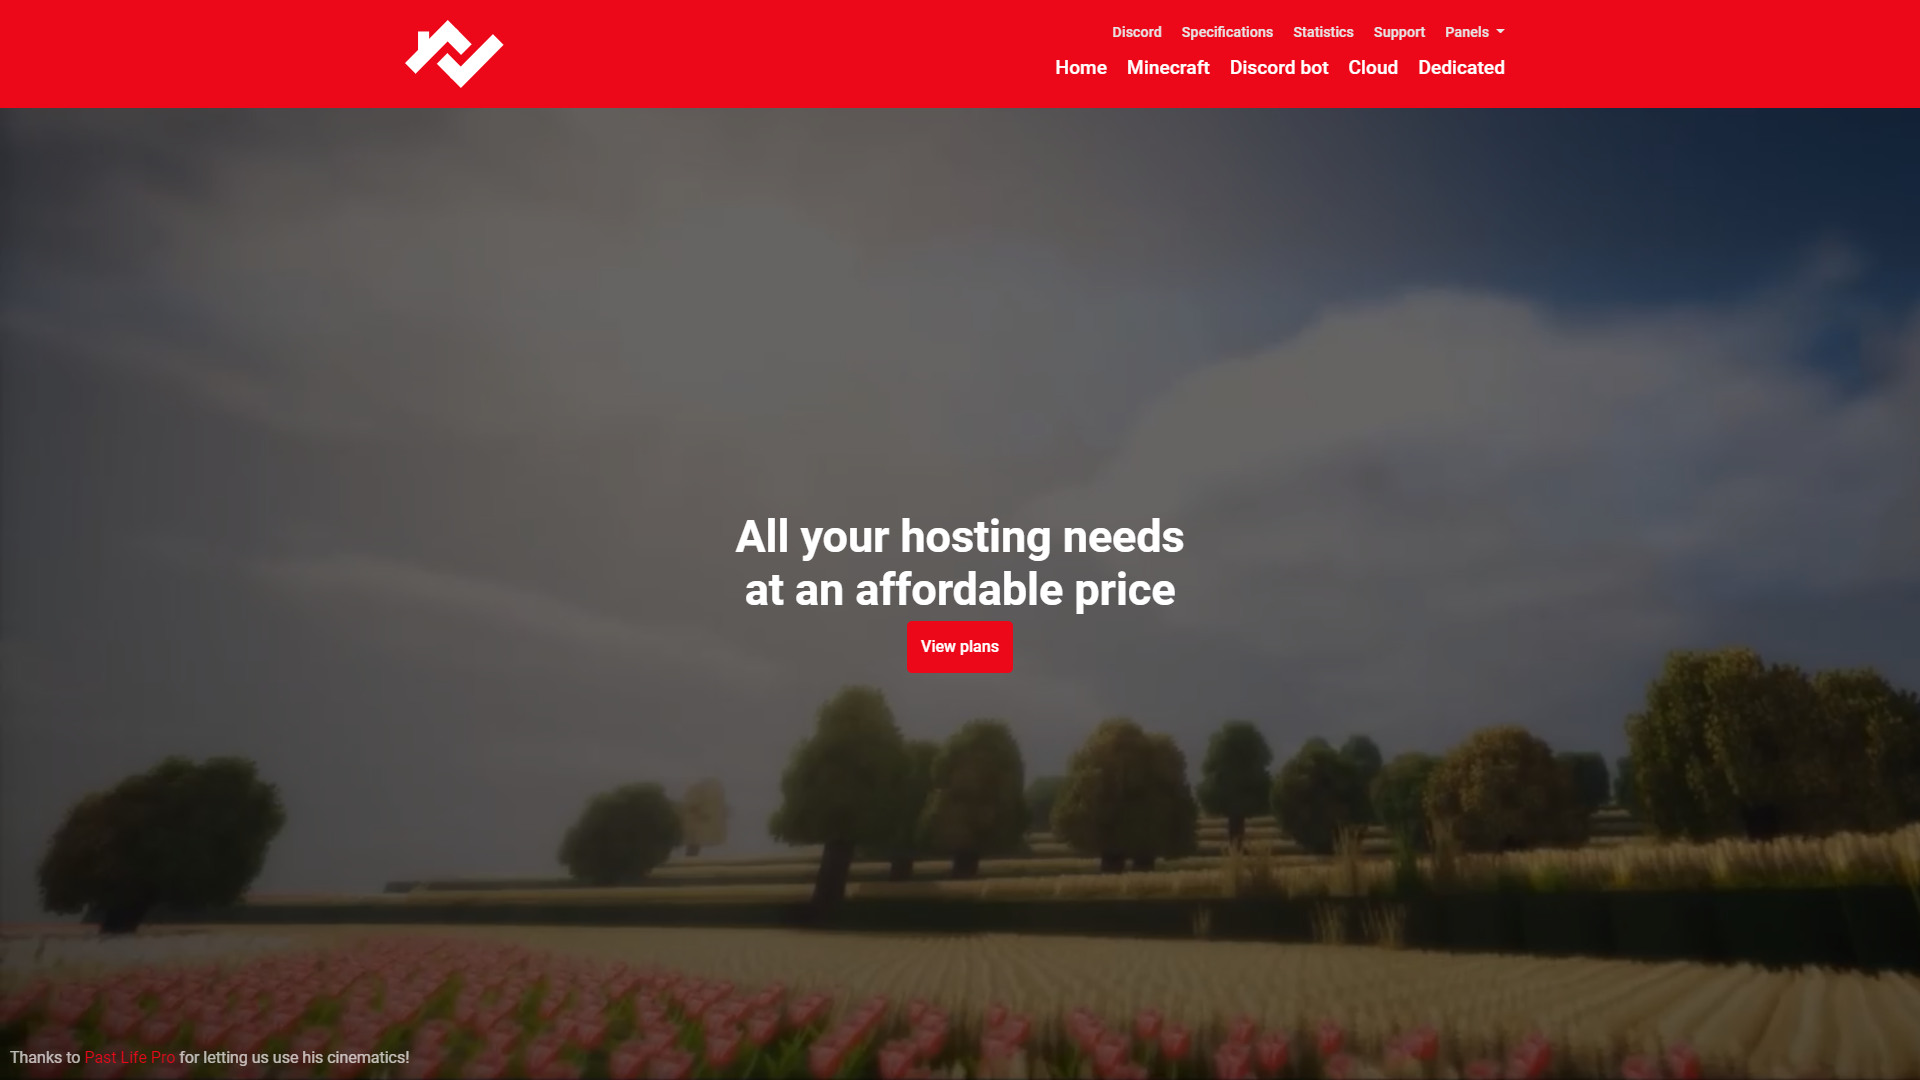 Discord Specifications Statistics Support Panels
Home Minecraft Discord bot Cloud Dedicated
All your hosting needs
at an affordable price
View plans
Thanks to Past Life Pro for letting us use his cinematics!